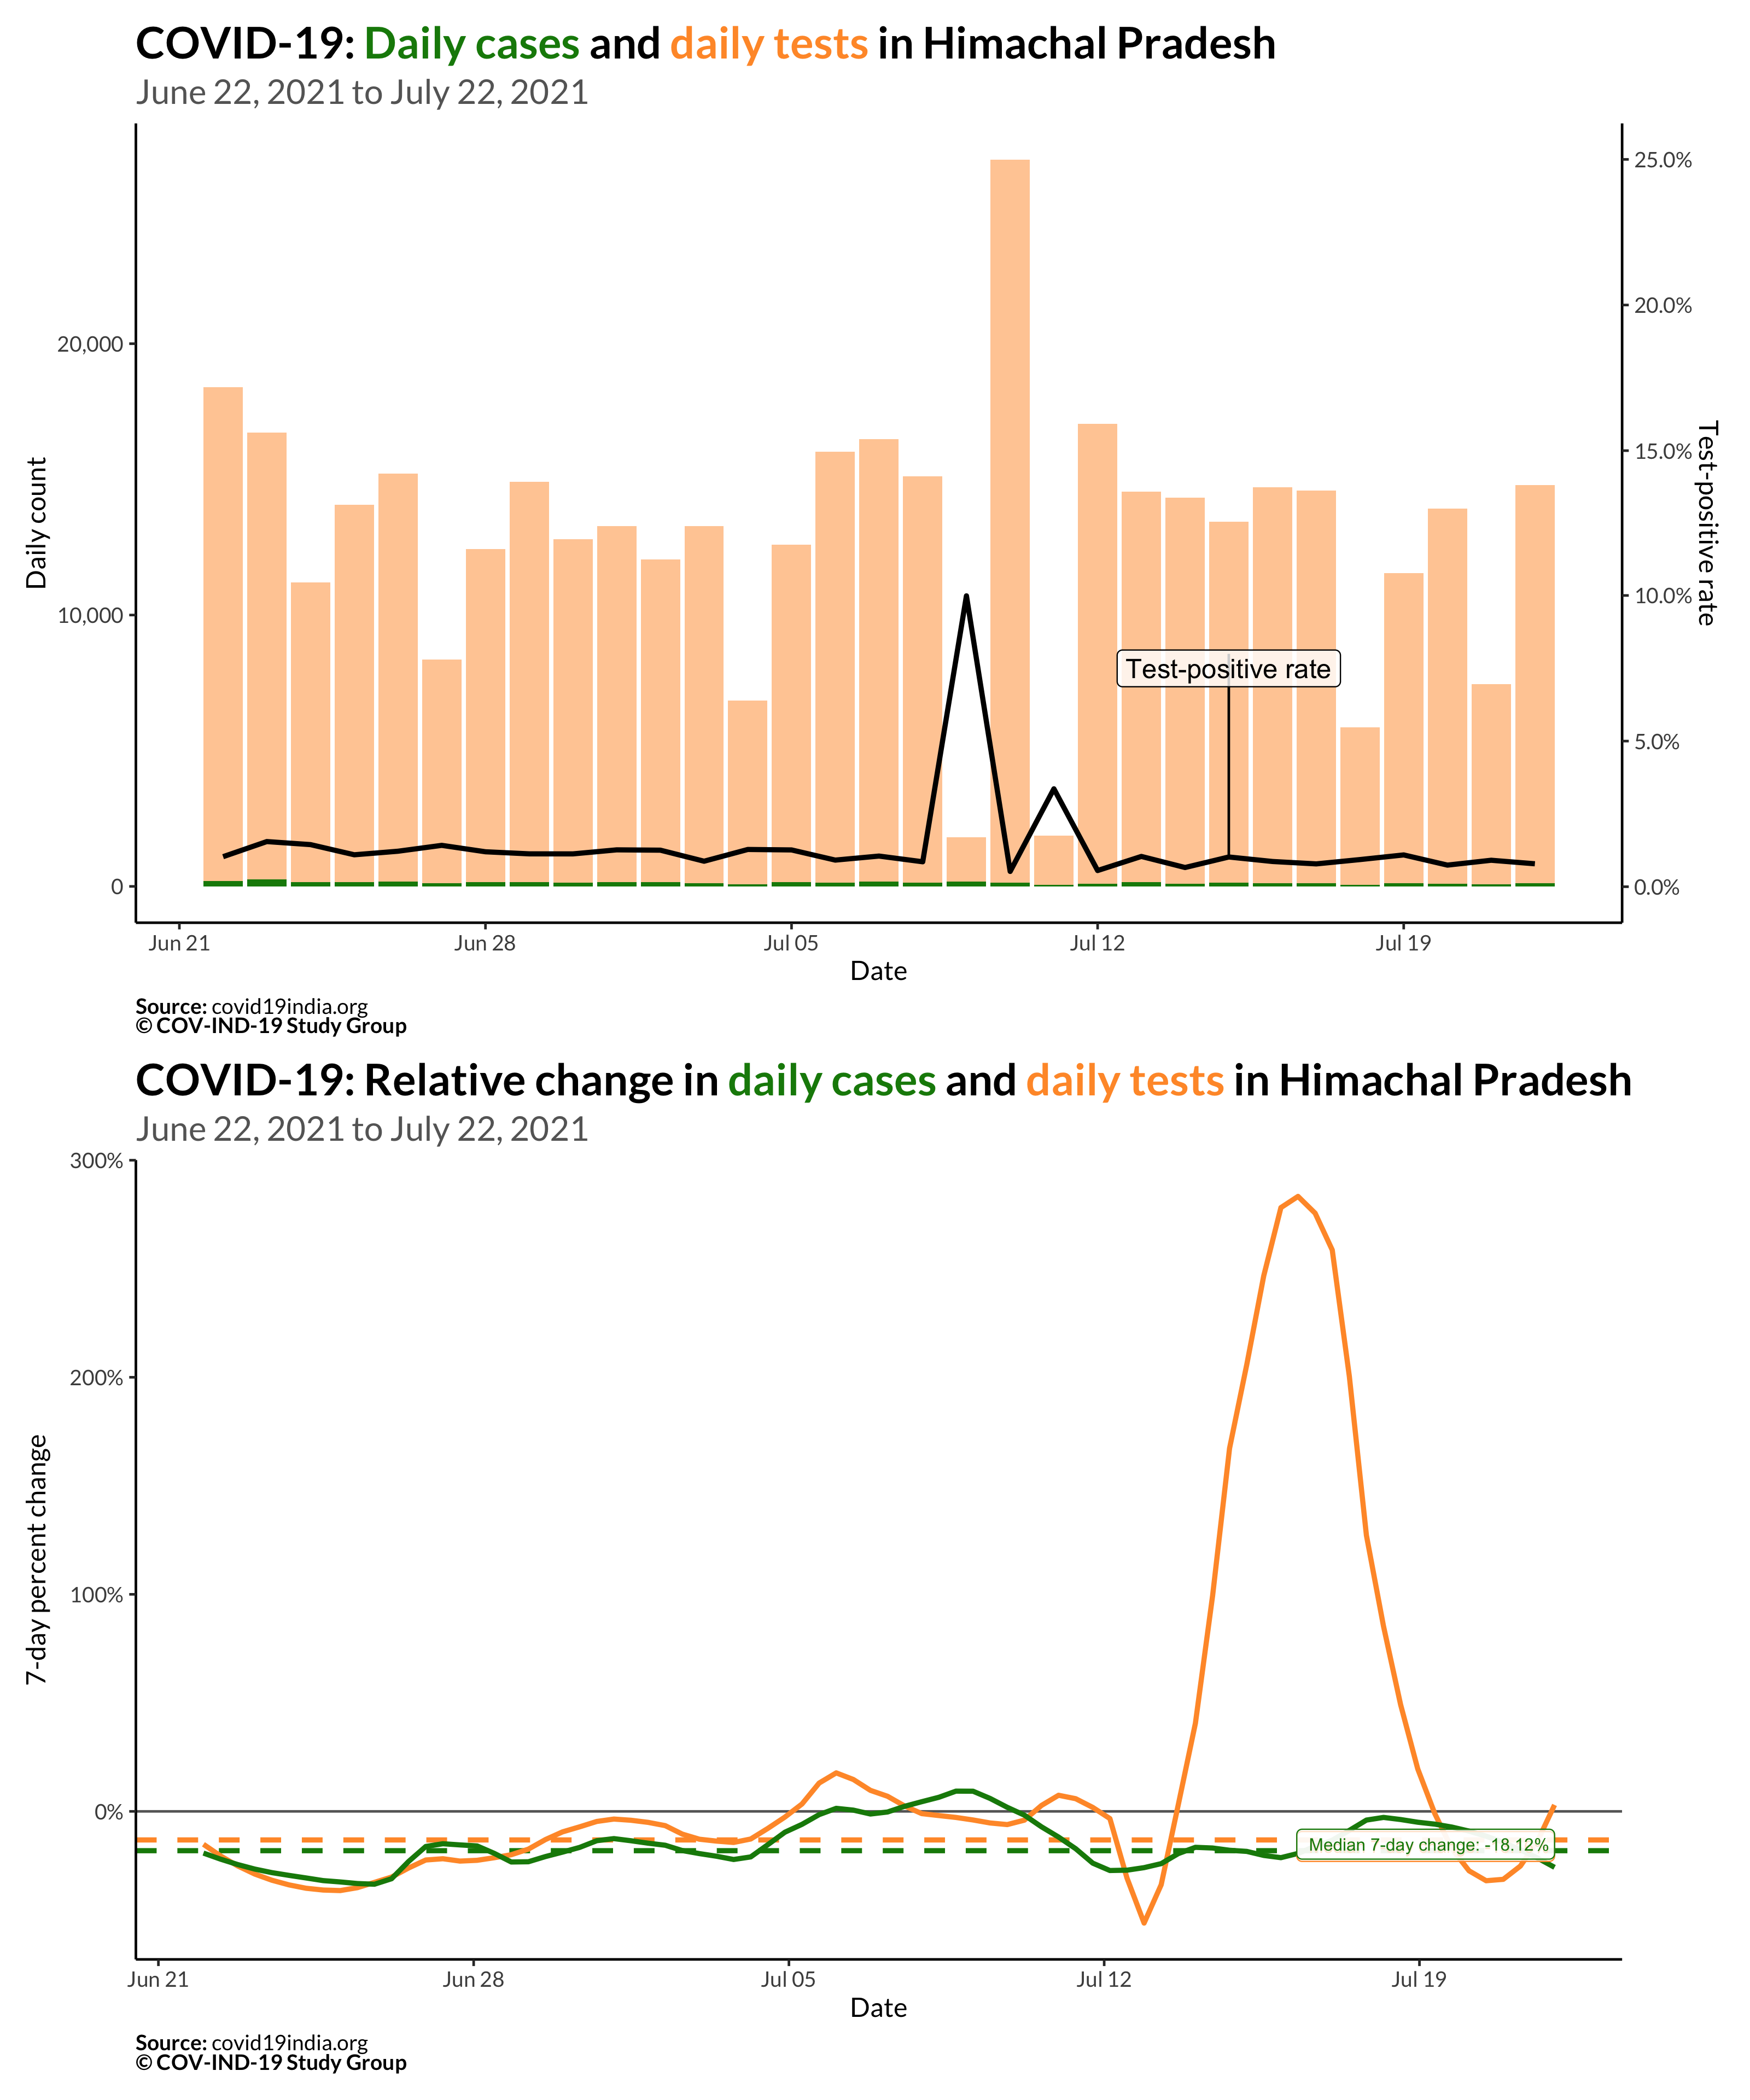 COVID-19: Daily cases and daily tests in Himachal Pradesh
June 22, 2021 to July 22, 2021
25.0%
20.0%
20,000
15.0%
Daily count
Test-positive rate
10,000
10.0%
Test-positive rate
5.0%
0
0.0%
Jun 21 Jun 28 Jul 05 Jul 12 Jul 19
Date
Source: covid19india.org
© COV-IND-19 Study Group
COVID-19: Relative change in daily cases and daily tests in Himachal Pradesh
June 22, 2021 to July 22, 2021
300%
200%
7-day percent change
100%
0%
Median 7-day change: -18.12%
Jun 21 Jun 28 Jul 05 Jul 12 Jul 19
Date
Source: covid19india.org
© COV-IND-19 Study Group